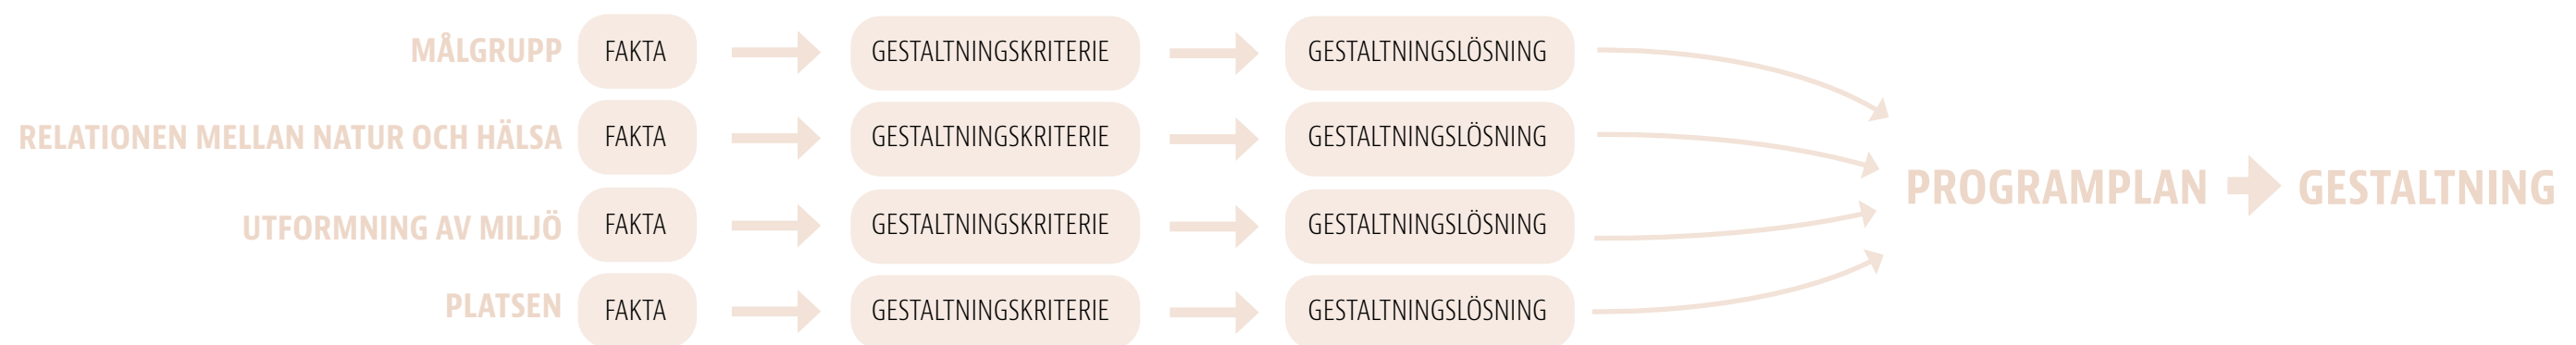 MÅLGRUPP FAKTA GESTALTNINGSKRITERIE GESTALTNINGSLÖSNING
RELATIONEN MELLAN NATUR OCH HÄLSA FAKTA GESTALTNINGSKRITERIE GESTALTNINGSLÖSNING
UTFORMNING AV MILJÖ FAKTA GESTALTNINGSKRITERIE GESTALTNINGSLÖSNING
PLATSEN FAKTA GESTALTNINGSKRITERIE GESTALTNINGSLÖSNING
PROGRAMPLAN GESTALTNING